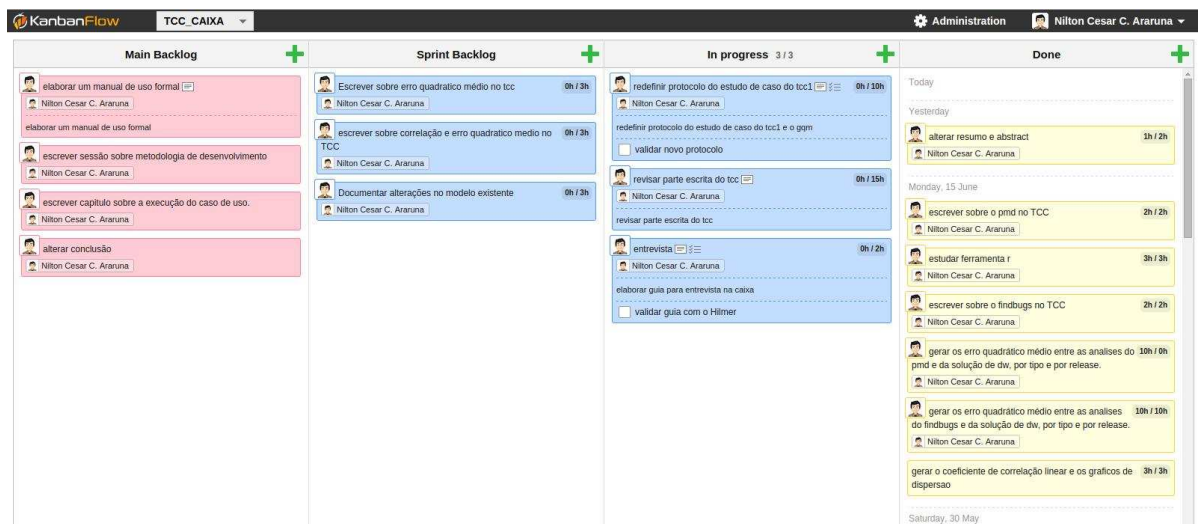 KanbanFlow
TCC_CAIXA
Administration
Nilton Cesar C. Araruna
Main Backlog
elaborar um manual de uso formal
Nilton Cesar C. Araruna
elaborar um manual de uso formal
escrever sessão sobre metodologia de desenvolvimento
Nilton Cesar C. Araruna
escrever capitulo sobre a execução do caso de uso.
Nilton Cesar C. Araruna
alterar conclusão
Nilton Cesar C. Araruna
Sprint Backlog
Escrever sobre erro quadratico médio no tcc 0h / 3h
Nilton Cesar C. Araruna
escrever sobre correlação e erro quadratico medio no 0h / 3h
TCC
Nilton Cesar C. Araruna
Documentar alterações no modelo existente 0h / 3h
Nilton Cesar C. Araruna
In progress 3 / 3
redefinir protocolo do estudo de caso do tcc1 0h / 10h
Nilton Cesar C. Araruna
redefinir protocolo do estudo de caso do tcc1 e o gqm
validar novo protocolo
revisar parte escrita do tcc 0h / 15h
Nilton Cesar C. Araruna
revisar parte escrita do tcc
entrevista 0h / 2h
Nilton Cesar C. Araruna
elaborar guia para entrevista na caixa
validar guia com o Hilmer
Done
Today
Yesterday
alterar resumo e abstract 1h / 2h
Nilton Cesar C. Araruna
Monday, 15 June
escrever sobre o pmd no TCC 2h / 2h
Nilton Cesar C. Araruna
estudar ferramenta r 3h / 3h
Nilton Cesar C. Araruna
escrever sobre o findbugs no TCC 2h / 2h
Nilton Cesar C. Araruna
gerar os erro quadrático médio entre as analises do 10h / 0h
pmd e da solução de dw, por tipo e por release.
Nilton Cesar C. Araruna
gerar os erro quadrático médio entre as analises 10h / 10h
do findbugs e da solução de dw, por tipo e por release.
Nilton Cesar C. Araruna
gerar o coeficiente de correlação linear e os graficos de 3h / 3h
dispersao
Saturday, 30 May